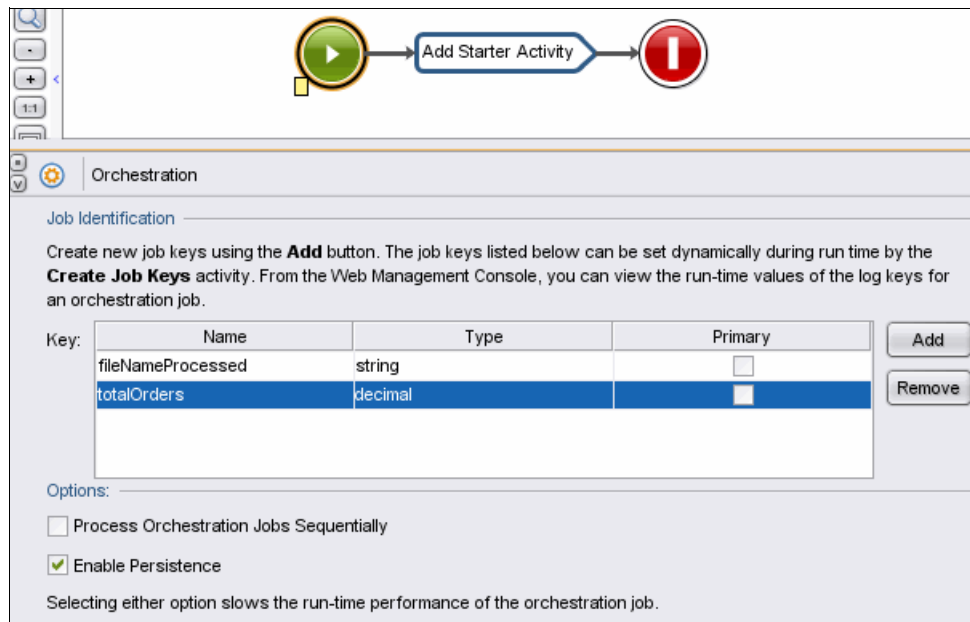 -
+
<
1:1
Add Starter Activity
v
Orchestration
Job Identification
Create new job keys using the Add button. The job keys listed below can be set dynamically during run time by the
Create Job Keys activity. From the Web Management Console, you can view the run-time values of the log keys for
an orchestration job.
Key: Name Type Primary Add
fileNameProcessed string
totalOrders decimal Remove
Options:
Process Orchestration Jobs Sequentially
Enable Persistence
Selecting either option slows the run-time performance of the orchestration job.